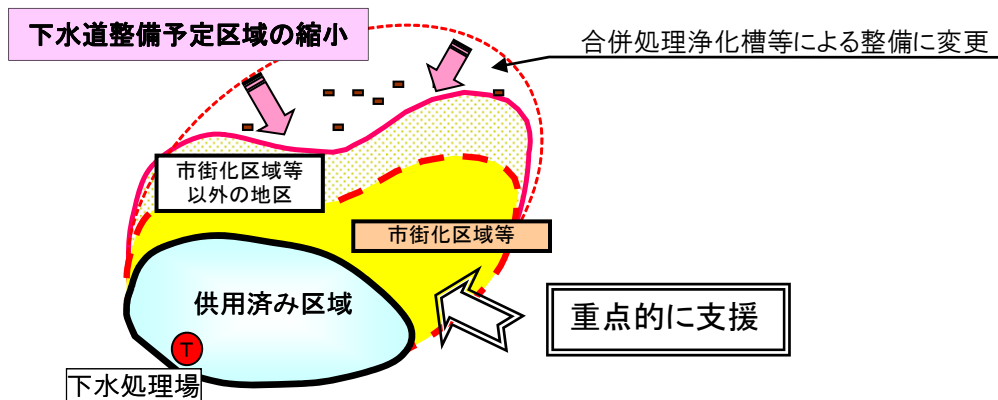 下水道整備予定区域の縮小
合併処理浄化槽等による整備に変更
市街化区域等
以外の地区
市街化区域等
供用済み区域
重点的に支援
T
下水処理場